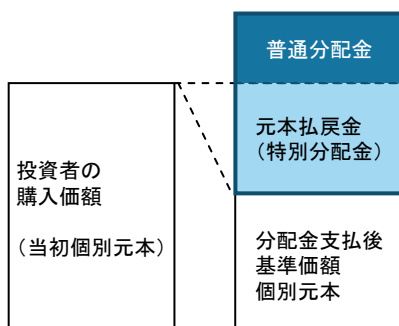 普通分配金
元本払戻金
（特別分配金）
投資者の
購入価額
（当初個別元本）
分配金支払後
基準価額
個別元本